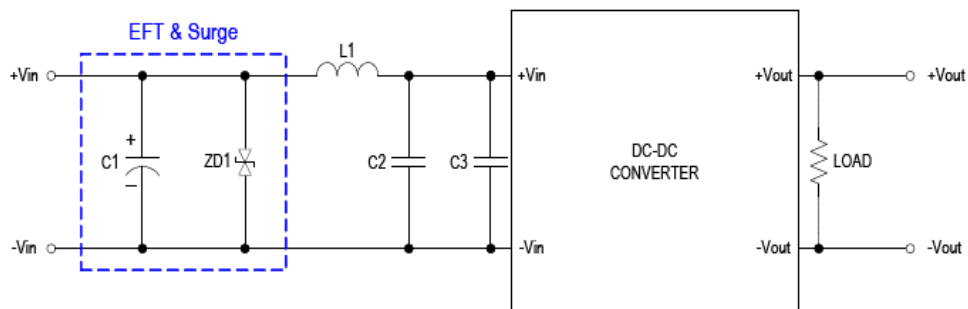 EFT & Surge
L1
+Vin
+Vin
+Vout
+Vout
+
C1
ZD1
C2
C3
DC-DC
CONVERTER
LOAD
–
-Vin
-Vin
-Vout
-Vout